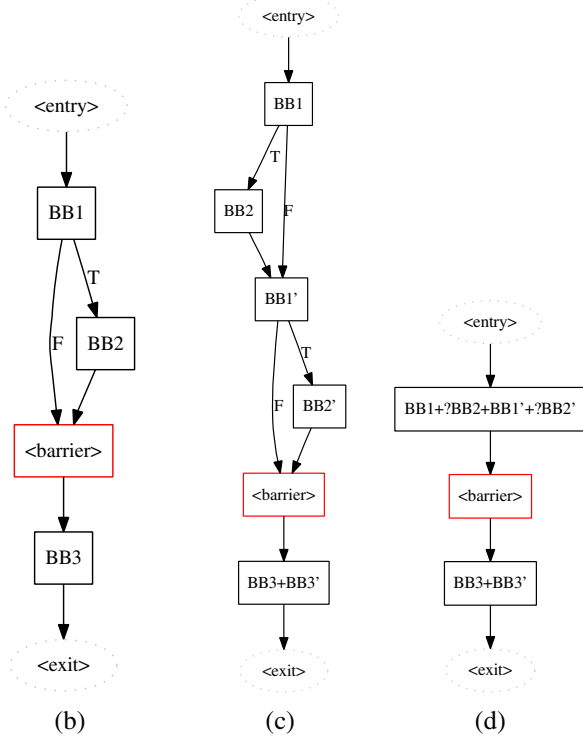 <entry>
BB1
T
F
BB2
<barrier>
BB3
<exit>
(b)
<entry>
BB1
T
BB2
F
BB1’
T
F
BB2’
<barrier>
BB3+BB3’
<exit>
(c)
<entry>
BB1+?BB2+BB1’+?BB2’
<barrier>
BB3+BB3’
<exit>
(d)